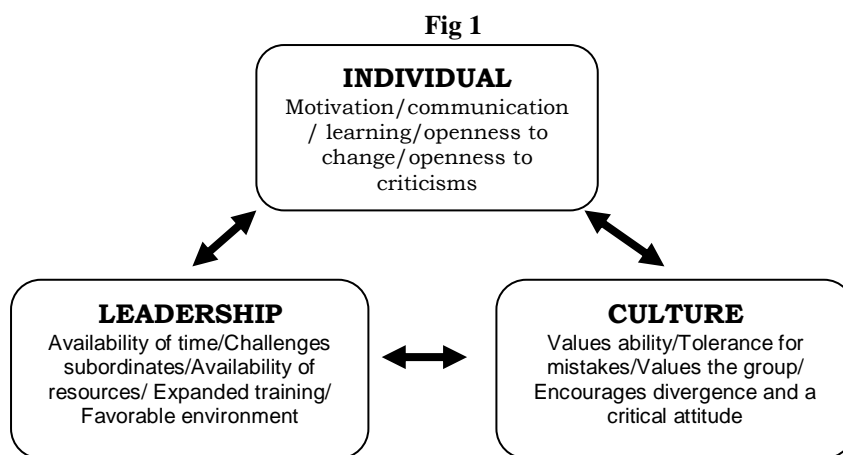 Fig 1
INDIVIDUAL
Motivation/communication
/ learning/openness to
change/openness to
criticisms
LEADERSHIP
Availability of time/Challenges
subordinates/Availability of
resources/ Expanded training/
Favorable environment
CULTURE
Values ability/Tolerance for
mistakes/Values the group/
Encourages divergence and a
critical attitude